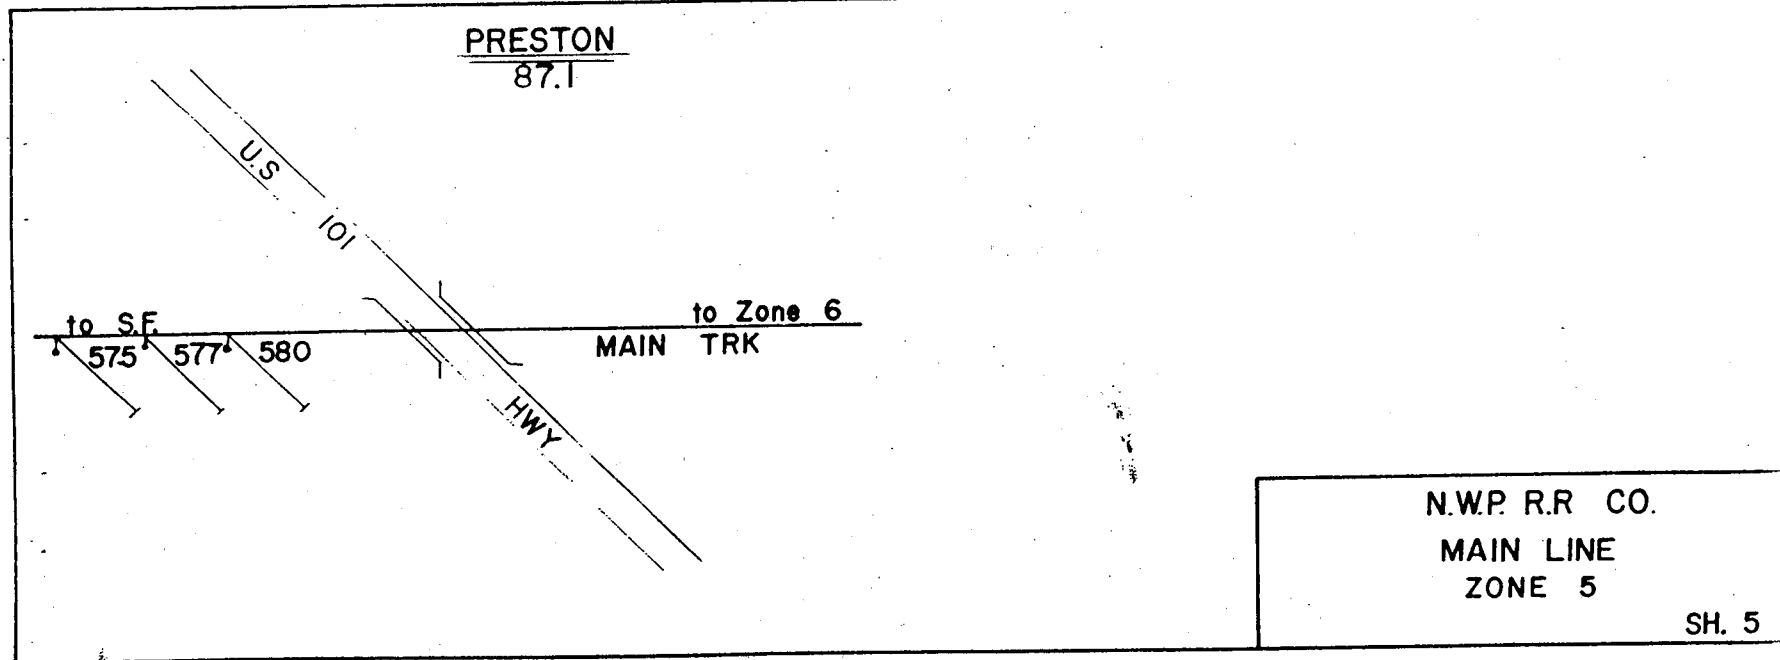 PRESTON
87.1
U.S
101
HWY
to S.F.
to Zone 6
575 577 580
MAIN TRK
N.W.P. R.R CO.
MAIN LINE
ZONE 5
SH. 5